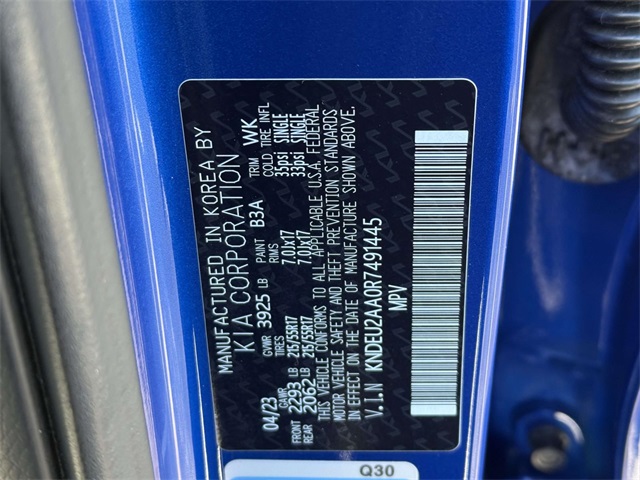 MANUFACTURED IN KOREA BY
KIA CORPORATION
04/23 GVWR 3925 LB PAINT B3A TRIM WK
GAWR TIRES RIMS COLD TIRE INFL
FRONT 2293 LB 215/55R17 7.0Jx17 35psi SINGLE
REAR 2062 LB 215/55R17 7.0Jx17 33psi SINGLE
THIS VEHICLE CONFORMS TO ALL APPLICABLE U.S.A. FEDERAL
MOTOR VEHICLE SAFETY AND THEFT PREVENTION STANDARDS
IN EFFECT ON THE DATE OF MANUFACTURE SHOWN ABOVE.
V.I.N KNDEU2AA0R7491445
MPV
Q30